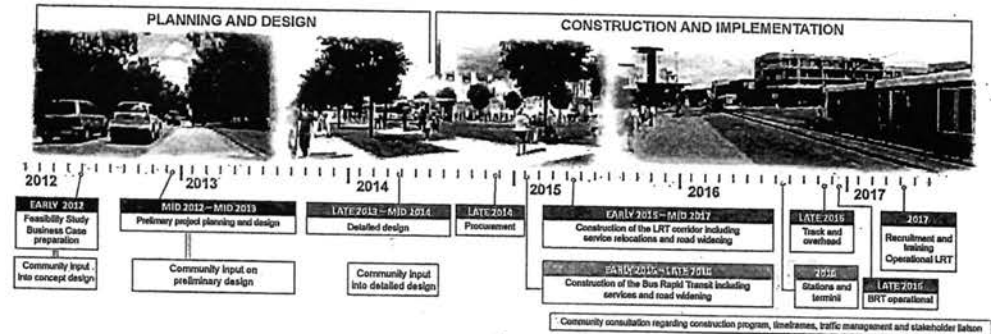 PLANNING AND DESIGN
CONSTRUCTION AND IMPLEMENTATION
2012
2013
2014
2015
2016
2017
EARLY 2012
Feasibility Study
Business Case
preparation
Community input
into concept design
MID 2012 – MID 2013
Prelimary project planning and design
Community input on
preliminary design
LATE 2013 – MID 2014
Detailed design
Community input
into detailed design
LATE 2014
Procurement
EARLY 2015 – MID 2017
Construction of the LRT corridor including
service relocations and road widening
EARLY 2015 – LATE 2016
Construction of the Bus Rapid Transit including
services and road widening
LATE 2016
Track and
overhead
2016
Stations and
termini
LATE 2016
BRT operational
2017
Recruitment and
training
Operational LRT
Community consultation regarding construction program, timeframes, traffic management and stakeholder liaison